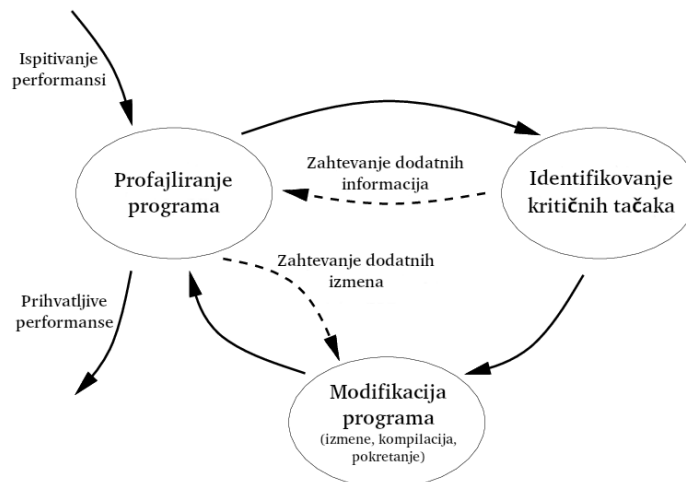 Ispitivanje
performansi
Profajliranje
programa
Zahtevanje dodatnih
informacija
Identifikovanje
kritičnih tačaka
Zahtevanje dodatnih
izmena
Prihvatljive
performanse
Modifikacija
programa
(izmene, kompilacija,
pokretanje)